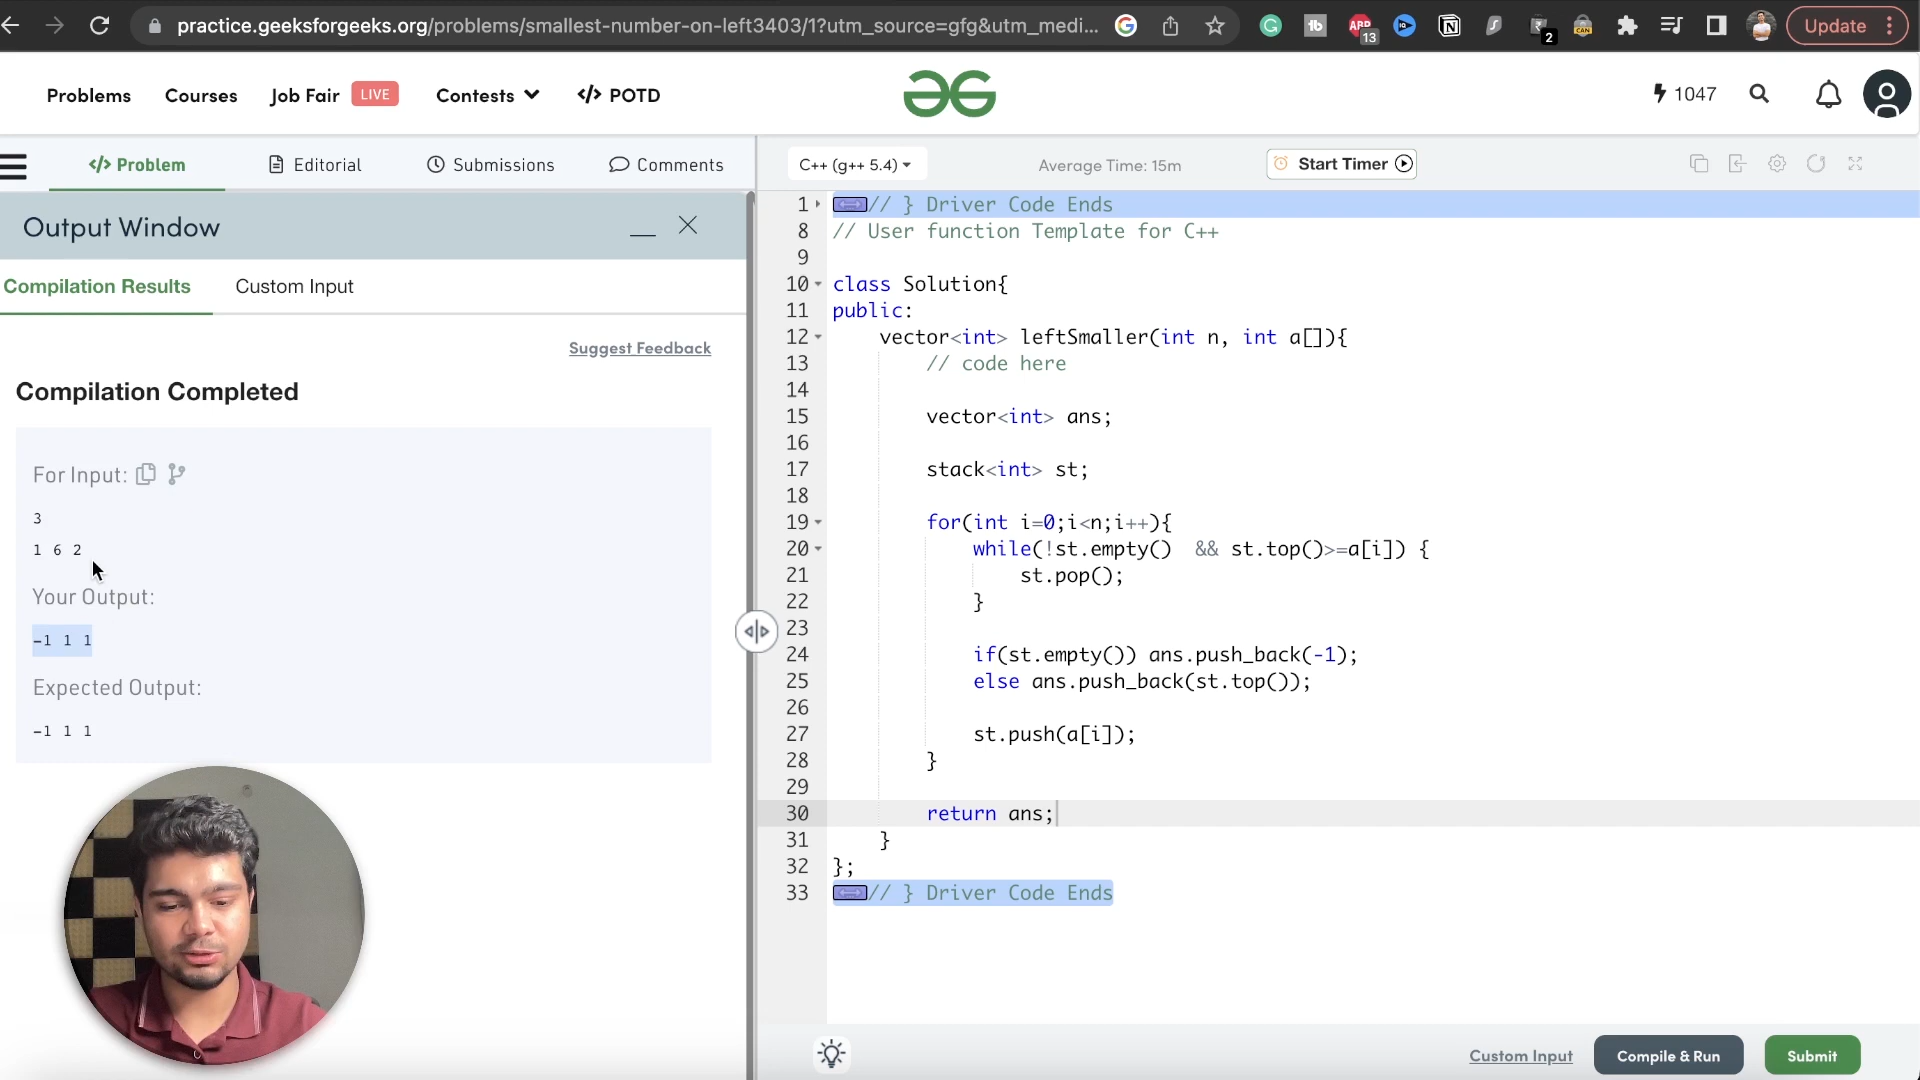 practice.geeksforgeeks.org/problems/smallest-number-on-left3403/1?utm_source=gfg&utm_medi...
G
tb
ABP
13
N
2
CAN
Update
Problems
Courses
Job Fair
LIVE
Contests
</> POTD
1047
</> Problem
Editorial
Submissions
Comments
C++ (g++ 5.4)
Average Time: 15m
Start Timer
Output Window
Compilation Results
Custom Input
Suggest Feedback
Compilation Completed
For Input:
3
1 6 2
Your Output:
-1 1 1
Expected Output:
-1 1 1
1 // } Driver Code Ends
8 // User function Template for C++
9
10 class Solution{
11 public:
12 vector<int> leftSmaller(int n, int a[]){
13 // code here
14
15 vector<int> ans;
16
17 stack<int> st;
18
19 for(int i=0;i<n;i++){
20 while(!st.empty()  && st.top()>=a[i]) {
21 st.pop();
22 }
23
24 if(st.empty()) ans.push_back(-1);
25 else ans.push_back(st.top());
26
27 st.push(a[i]);
28 }
29
30 return ans;
31 }
32 };
33 // } Driver Code Ends
Custom Input
Compile & Run
Submit